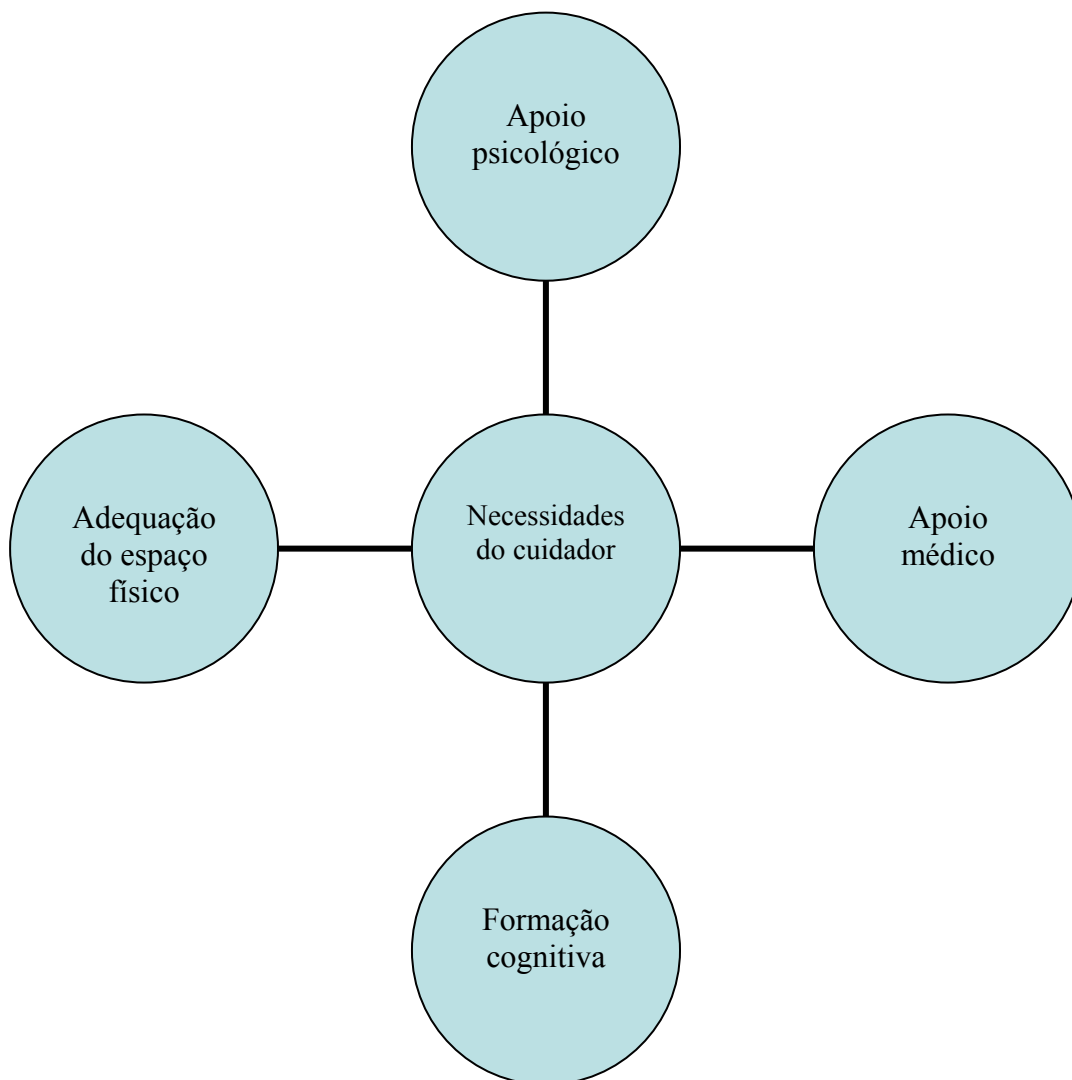 Apoio
psicológico
Adequação
do espaço
físico
Necessidades
do cuidador
Apoio
médico
Formação
cognitiva